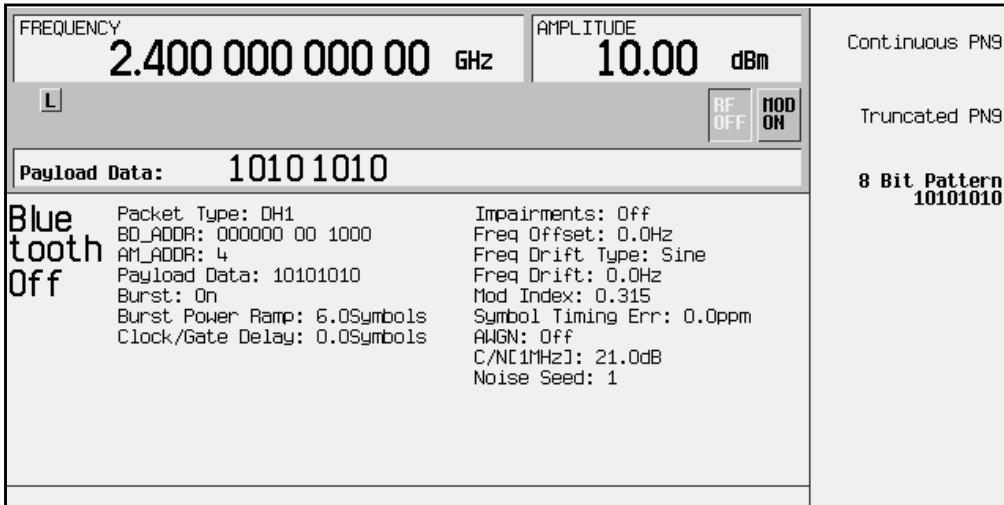 FREQUENCY
2.400 000 000 00 GHz
AMPLITUDE
10.00 dBm
L
RF OFF
MOD ON
Payload Data: 10101010
Blue
tooth
Off
Packet Type: DH1
BD_ADDR: 000000 00 1000
AM_ADDR: 4
Payload Data: 10101010
Burst: On
Burst Power Ramp: 6.0Symbols
Clock/Gate Delay: 0.0Symbols
Impairments: Off
Freq Offset: 0.0Hz
Freq Drift Type: Sine
Freq Drift: 0.0Hz
Mod Index: 0.315
Symbol Timing Err: 0.0ppm
AWGN: Off
C/N[1MHz]: 21.0dB
Noise Seed: 1
Continuous PN9
Truncated PN9
8 Bit Pattern
10101010